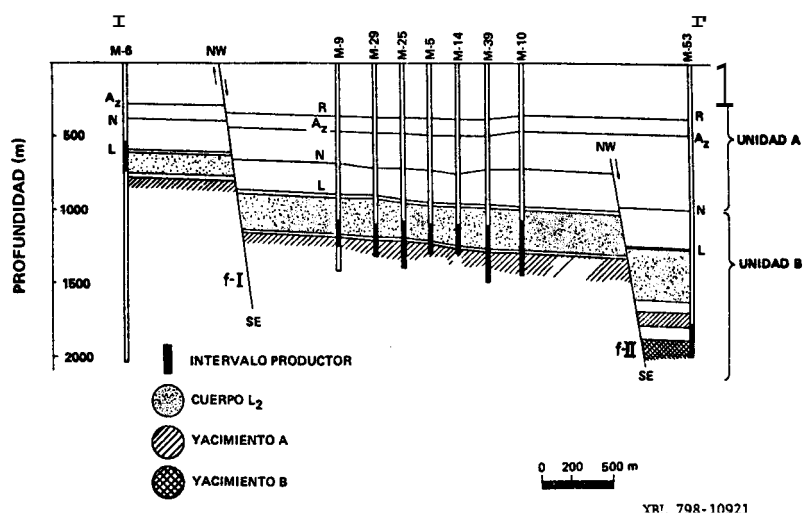 I I'
M-6 NW M-9 M-29 M-25 M-5 M-14 M-39 M-10 M-53
Az R R
N Az Az UNIDAD A
500
L N NW
L
1000 N
L UNIDAD B
1500
f-I
SE f-II
2000 SE
PROFUNDIDAD (m)
INTERVALO PRODUCTOR
CUERPO L2
YACIMIENTO A
YACIMIENTO B
0 200 500 m
XBL 798-10921